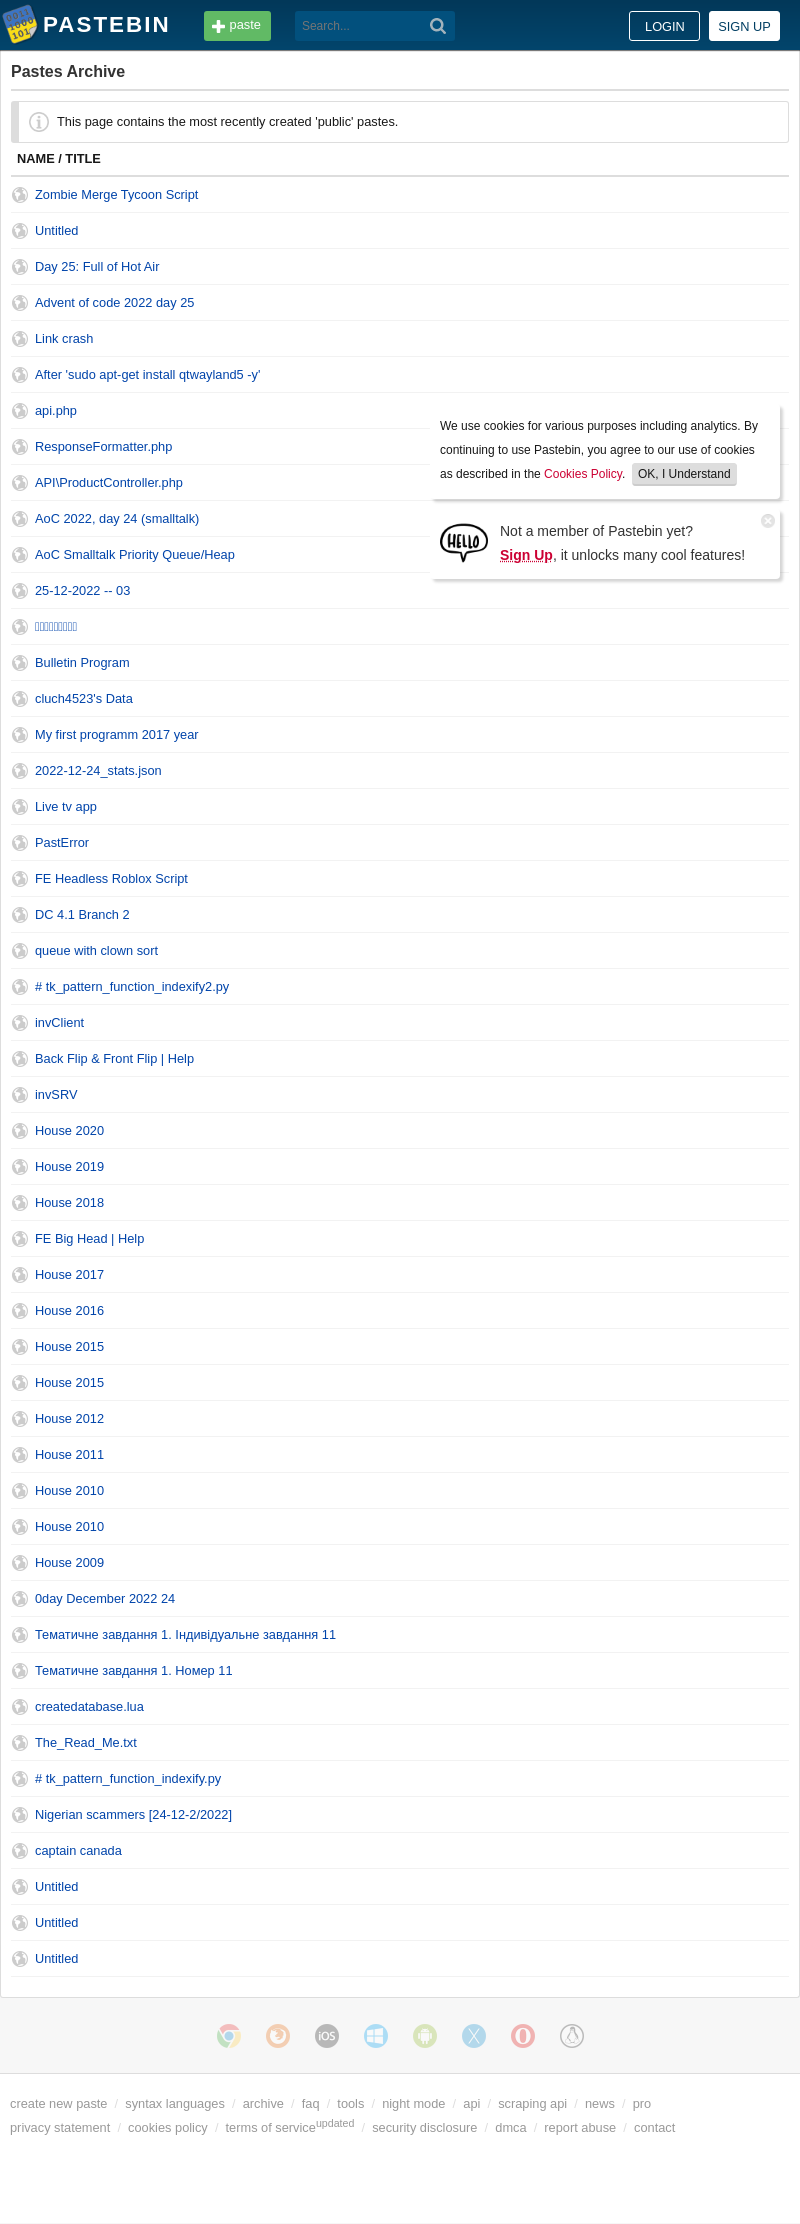 PASTEBIN
paste
Search...
LOGIN
SIGN UP
Pastes Archive
This page contains the most recently created 'public' pastes.
NAME / TITLE
Zombie Merge Tycoon Script
Untitled
Day 25: Full of Hot Air
Advent of code 2022 day 25
Link crash
After 'sudo apt-get install qtwayland5 -y'
api.php
ResponseFormatter.php
API\ProductController.php
AoC 2022, day 24 (smalltalk)
AoC Smalltalk Priority Queue/Heap
25-12-2022 -- 03
Bulletin Program
cluch4523's Data
My first programm 2017 year
2022-12-24_stats.json
Live tv app
PastError
FE Headless Roblox Script
DC 4.1 Branch 2
queue with clown sort
# tk_pattern_function_indexify2.py
invClient
Back Flip & Front Flip | Help
invSRV
House 2020
House 2019
House 2018
FE Big Head | Help
House 2017
House 2016
House 2015
House 2015
House 2012
House 2011
House 2010
House 2010
House 2009
0day December 2022 24
Тематичне завдання 1. Індивідуальне завдання 11
Тематичне завдання 1. Номер 11
createdatabase.lua
The_Read_Me.txt
# tk_pattern_function_indexify.py
Nigerian scammers [24-12-2/2022]
captain canada
Untitled
Untitled
Untitled
We use cookies for various purposes including analytics. By
continuing to use Pastebin, you agree to our use of cookies
as described in the Cookies Policy. OK, I Understand
HELLO
Not a member of Pastebin yet?
Sign Up, it unlocks many cool features!
iOS
create new paste / syntax languages / archive / faq / tools / night mode / api / scraping api / news / pro
privacy statement / cookies policy / terms of service updated / security disclosure / dmca / report abuse / contact